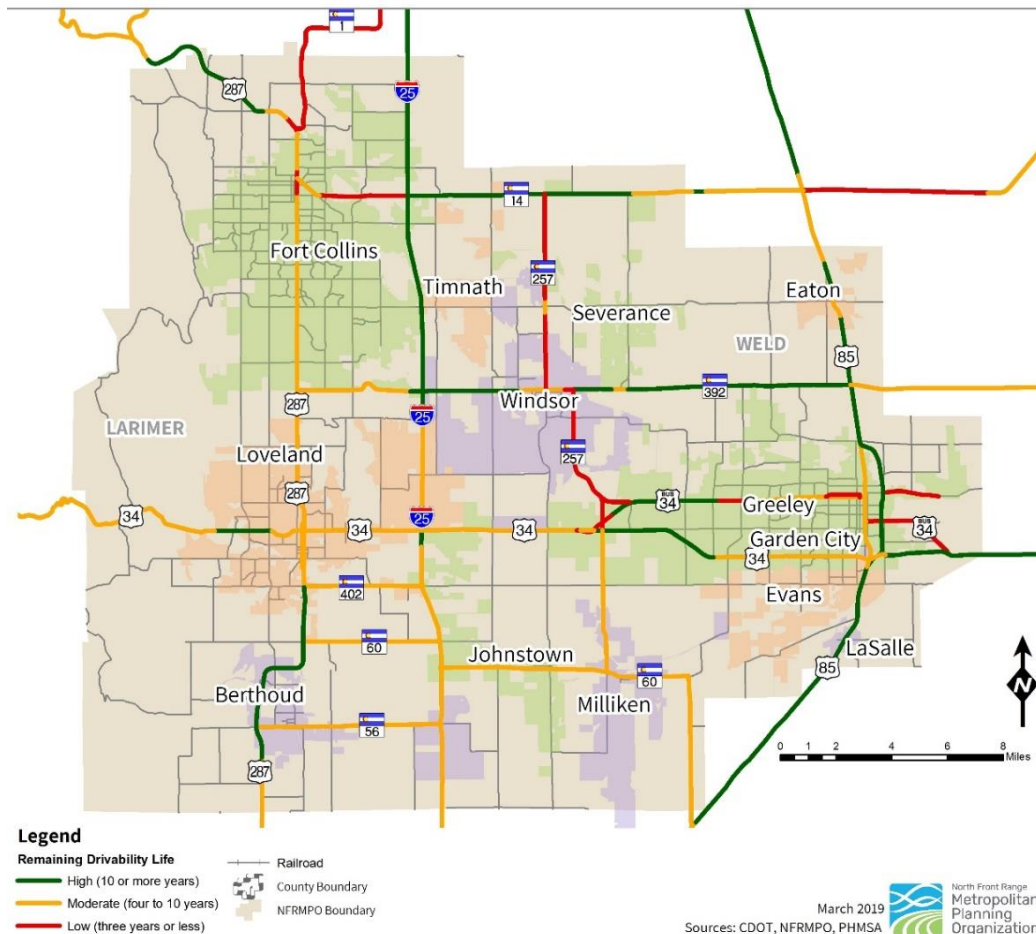 1
287
25
14
Fort Collins
257
Timnath
Eaton
Severance
WELD
85
392
287
Windsor
25
LARIMER
Loveland
257
287
BUS
34
Greeley
34
25
34
34
BUS
34
Garden City
34
402
Evans
60
Johnstown
LaSalle
85
60
Berthoud
Milliken
N
56
0 1 2 4 6 8
Miles
287
Legend
Remaining Drivability Life
High (10 or more years)
Moderate (four to 10 years)
Low (three years or less)
Railroad
County Boundary
NFRMPO Boundary
March 2019
Sources: CDOT, NFRMPO, PHMSA
North Front Range
Metropolitan
Planning
Organization